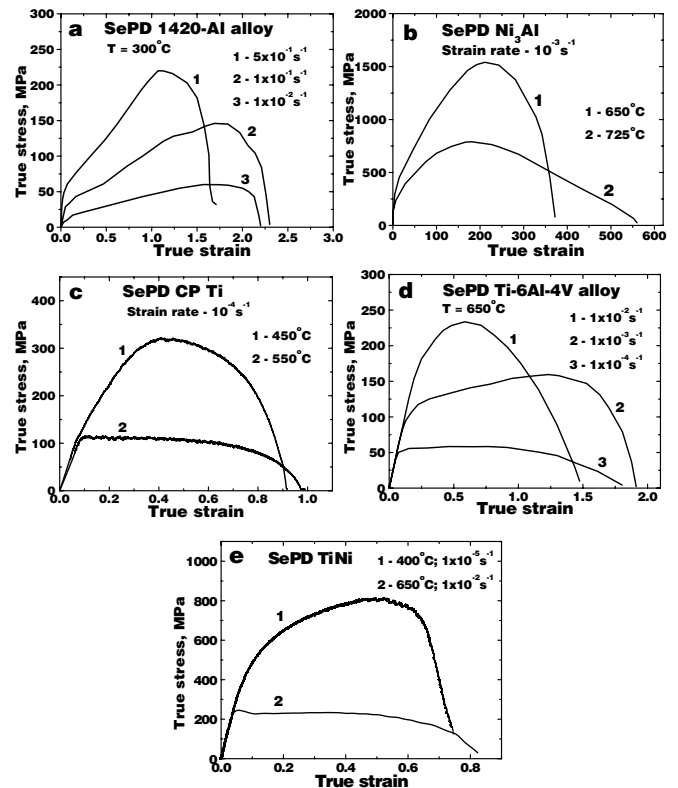 a SePD 1420-Al alloy
T = 300°C
1 - 5x10⁻¹s⁻¹
2 - 1x10⁻¹s⁻¹
3 - 1x10⁻²s⁻¹
1
2
3
True stress, MPa
300
250
200
150
100
50
0
0.0 0.5 1.0 1.5 2.0 2.5 3.0
True strain
b SePD Ni₃Al
Strain rate - 10⁻³s⁻¹
1 - 650°C
2 - 725°C
1
2
True stress, MPa
2000
1500
1000
500
0
0 100 200 300 400 500 600
True strain
c SePD CP Ti
Strain rate - 10⁻⁴s⁻¹
1 - 450°C
2 - 550°C
1
2
True stress, MPa
400
300
200
100
0
0.0 0.2 0.4 0.6 0.8 1.0
True strain
d SePD Ti-6Al-4V alloy
T = 650°C
1 - 1x10⁻²s⁻¹
2 - 1x10⁻³s⁻¹
3 - 1x10⁻⁴s⁻¹
1
2
3
True stress, MPa
300
250
200
150
100
50
0
0.0 0.5 1.0 1.5 2.0
True strain
e SePD TiNi
1 - 400°C; 1x10⁻⁵s⁻¹
2 - 650°C; 1x10⁻²s⁻¹
1
2
True stress, MPa
1000
800
600
400
200
0
0.0 0.2 0.4 0.6 0.8
True strain